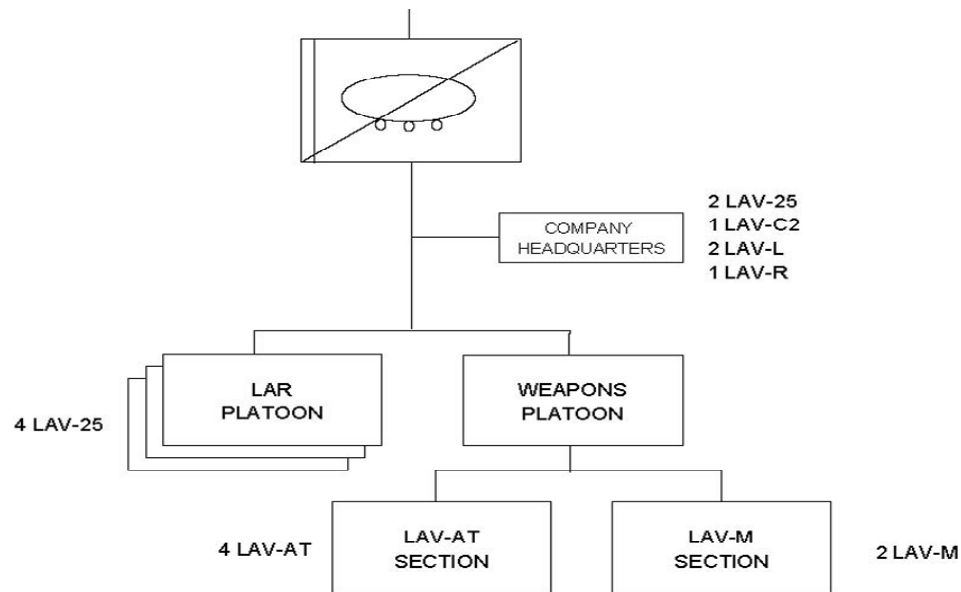 2 LAV-25
COMPANY
HEADQUARTERS
1 LAV-C2
2 LAV-L
1 LAV-R
LAR
PLATOON
WEAPONS
PLATOON
4 LAV-25
4 LAV-AT
LAV-AT
SECTION
LAV-M
SECTION
2 LAV-M